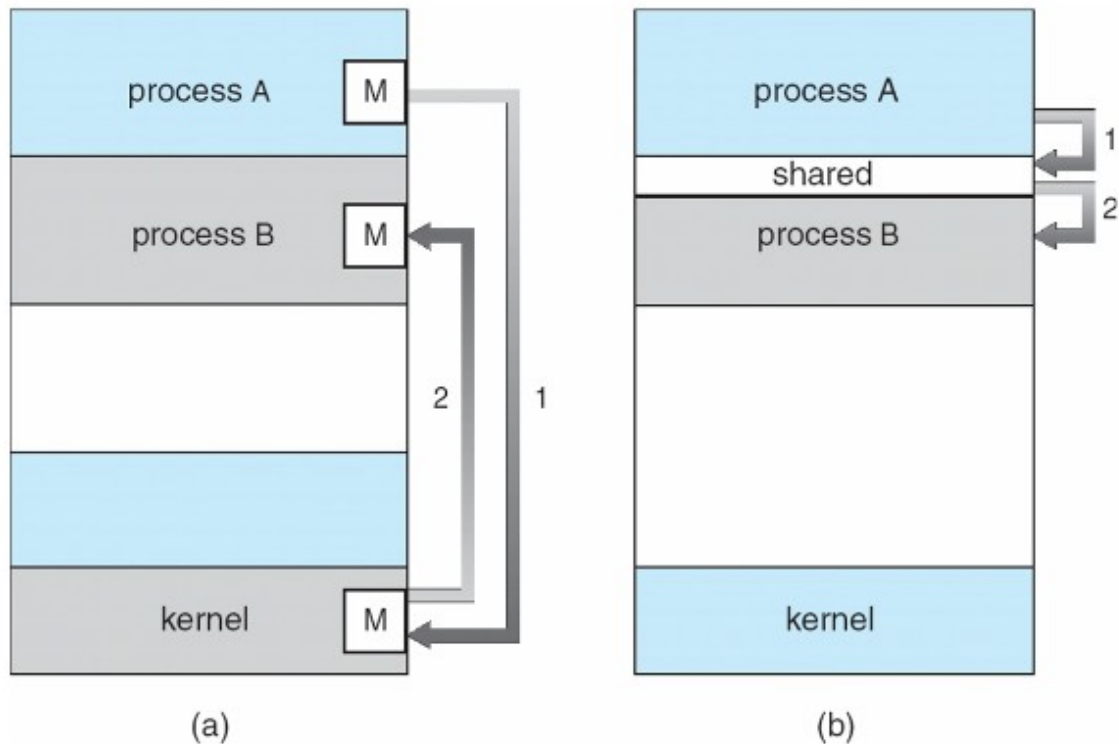 process A
M
process B
M
2
1
kernel
M
(a)
process A
1
shared
2
process B
kernel
(b)